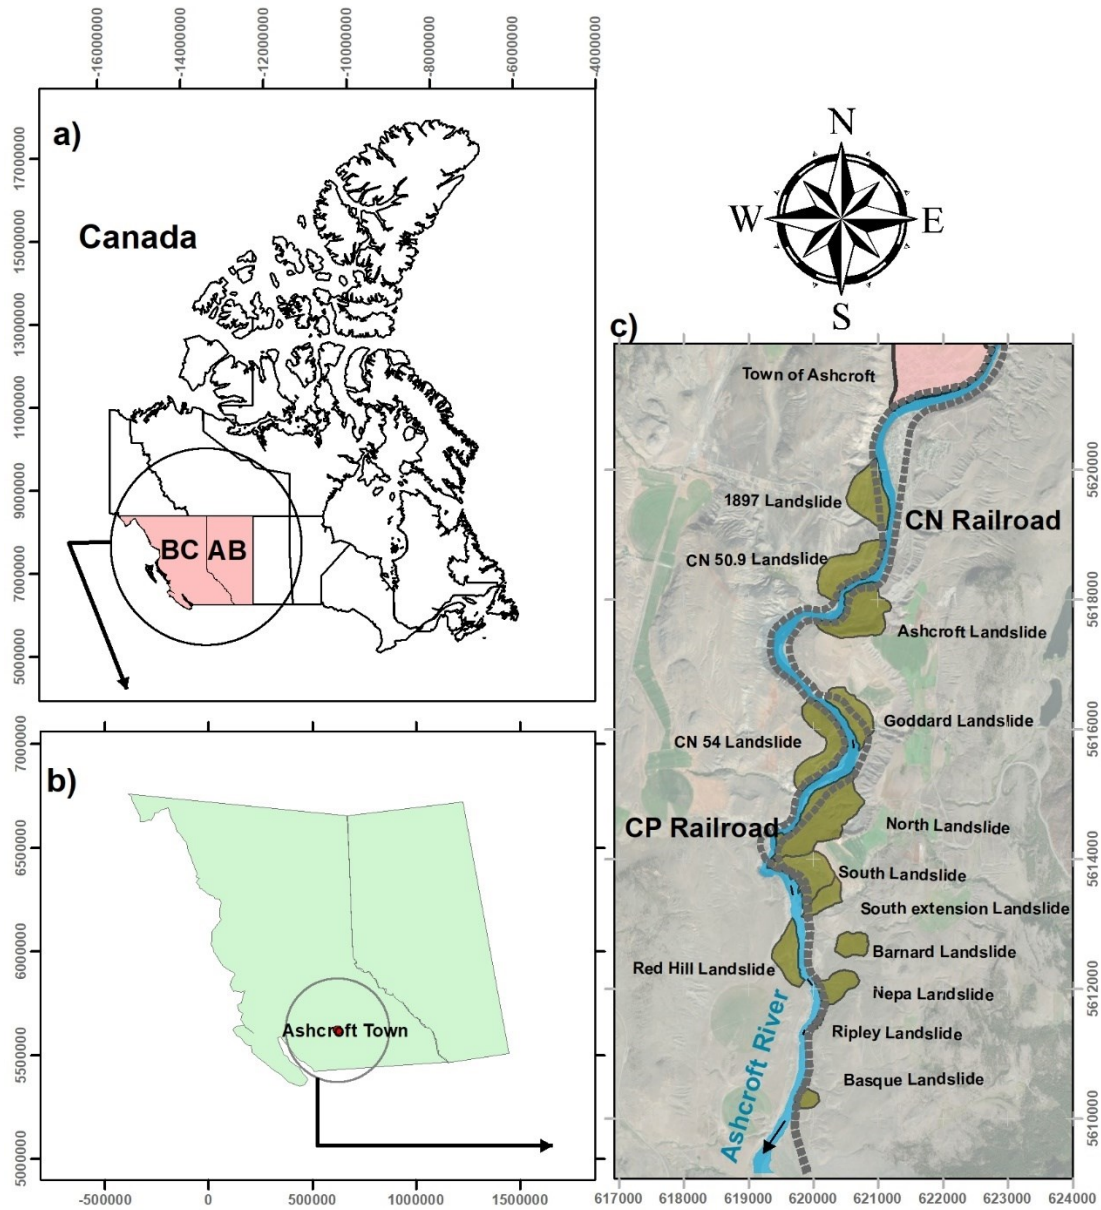 -16000000
-14000000
-12000000
-10000000
-8000000
-6000000
-4000000
a)
Canada
17000000
15000000
13000000
11000000
9000000
7000000
5000000
BC
AB
N
W
E
S
b)
7000000
6500000
6000000
5500000
5000000
Ashcroft Town
-500000
0
500000
1000000
1500000
c)
Town of Ashcroft
1897 Landslide
CN Railroad
CN 50.9 Landslide
Ashcroft Landslide
Goddard Landslide
CN 54 Landslide
CP Railroad
North Landslide
South Landslide
South extension Landslide
Barnard Landslide
Red Hill Landslide
Nepa Landslide
Ripley Landslide
Basque Landslide
Ashcroft River
5620000
5618000
5616000
5614000
5612000
5610000
617000
618000
619000
620000
621000
622000
623000
624000